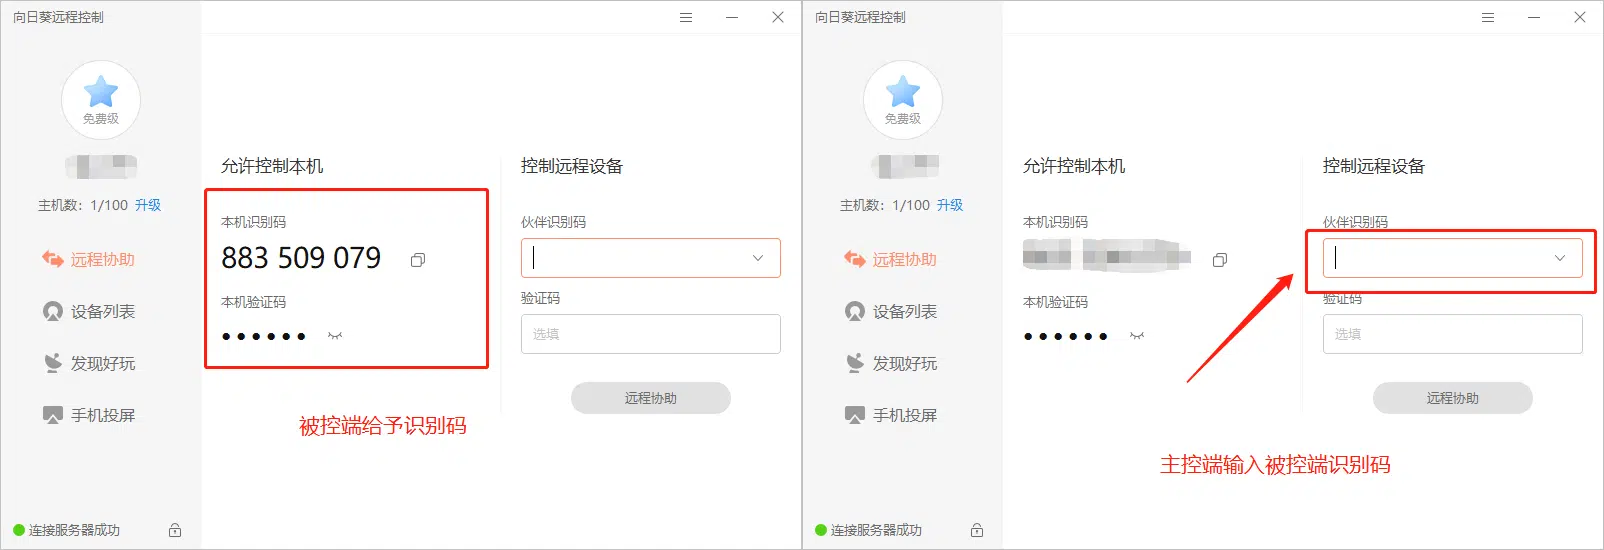 向日葵远程控制
免费级
主机数：1/100 升级
远程协助
设备列表
发现好玩
手机投屏
连接服务器成功
允许控制本机
本机识别码
883 509 079
本机验证码
被控端给予识别码
控制远程设备
伙伴识别码
验证码
选填
远程协助
向日葵远程控制
免费级
主机数：1/100 升级
远程协助
设备列表
发现好玩
手机投屏
连接服务器成功
允许控制本机
本机识别码
本机验证码
控制远程设备
伙伴识别码
验证码
选填
远程协助
主控端输入被控端识别码